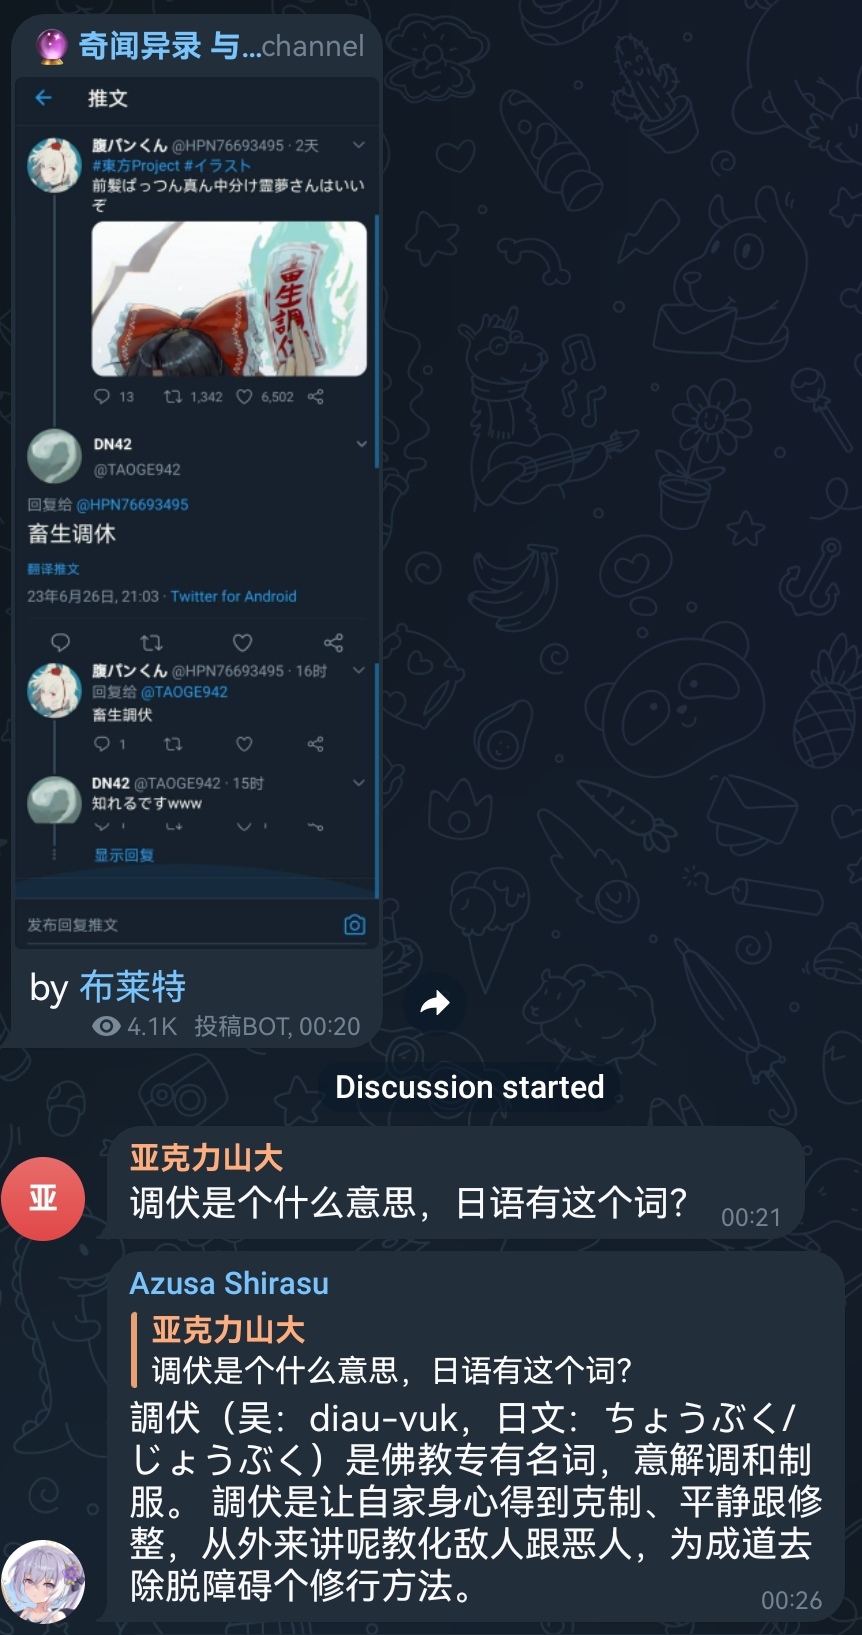 奇闻异录 与…channel
推文
腹パンくん @HPN76693495 · 2天
#東方Project #イラスト
前髪ぱっつん真ん中分け霊夢さんはいい
ぞ
畜生調伏
13 1,342 6,502
DN42
@TAOGE942
回复给 @HPN76693495
畜生调休
翻译推文
23年6月26日, 21:03 · Twitter for Android
腹パンくん @HPN76693495 · 16时
回复给 @TAOGE942
畜生調伏
1
DN42 @TAOGE942 · 15时
知れるですwww
显示回复
发布回复推文
by 布莱特
4.1K 投稿BOT, 00:20
Discussion started
亚
亚克力山大
调伏是个什么意思，日语有这个词？
00:21
Azusa Shirasu
亚克力山大
调伏是个什么意思，日语有这个词？
調伏（吴：diau-vuk，日文：ちょうぶく/
じょうぶく）是佛教专有名词，意解调和制
服。 調伏是让自家身心得到克制、平静跟修
整，从外来讲呢教化敌人跟恶人，为成道去
除脱障碍个修行方法。
00:26